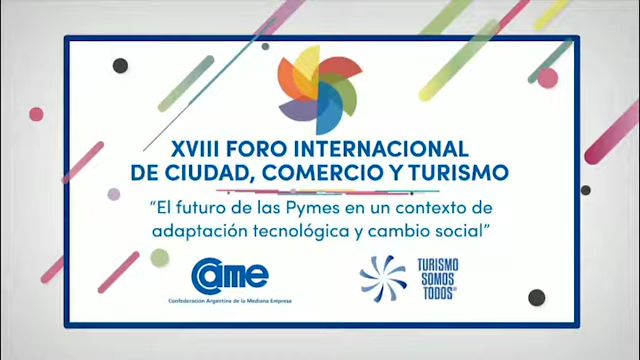 XVIII FORO INTERNACIONAL
DE CIUDAD, COMERCIO Y TURISMO
“El futuro de las Pymes en un contexto de
adaptación tecnológica y cambio social”
came
Confederación Argentina de la Mediana Empresa
TURISMO
SOMOS
TODOS